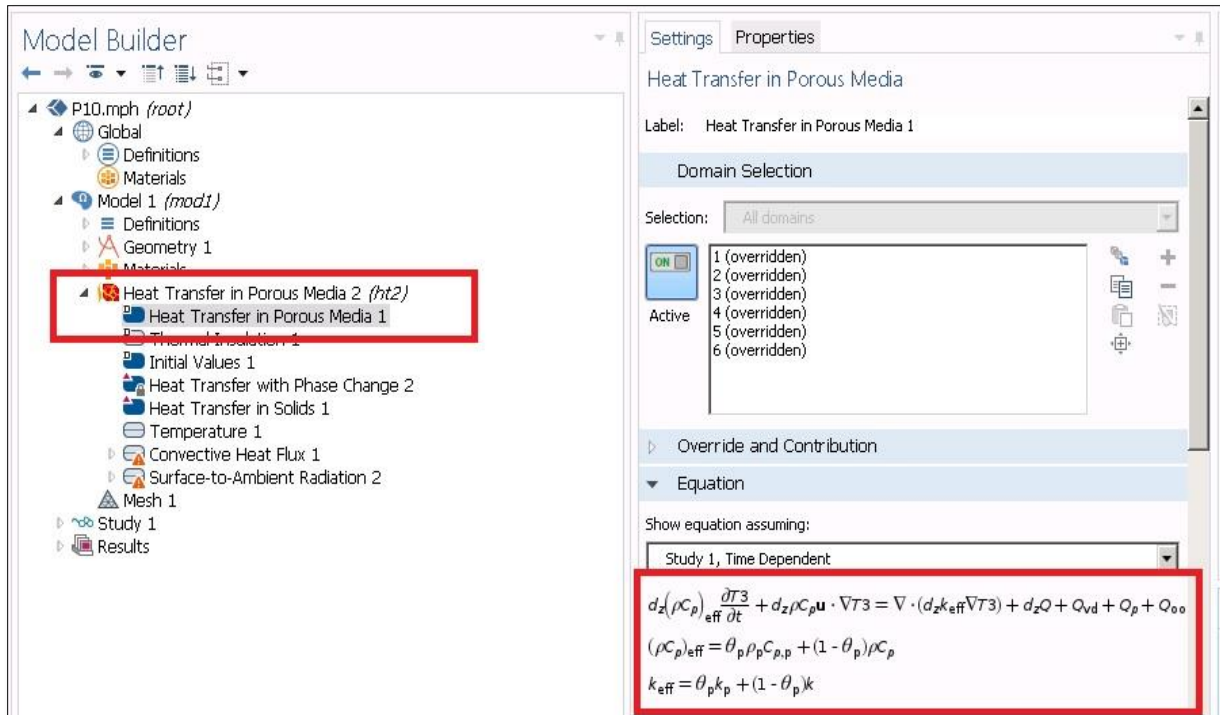 Model Builder
P10.mph (root)
Global
Definitions
Materials
Model 1 (mod1)
Definitions
Geometry 1
Materials
Heat Transfer in Porous Media 2 (ht2)
Heat Transfer in Porous Media 1
Thermal Insulation 1
Initial Values 1
Heat Transfer with Phase Change 2
Heat Transfer in Solids 1
Temperature 1
Convective Heat Flux 1
Surface-to-Ambient Radiation 2
Mesh 1
Study 1
Results
Settings Properties
Heat Transfer in Porous Media
Label: Heat Transfer in Porous Media 1
Domain Selection
Selection: All domains
ON
Active
1 (overridden)
2 (overridden)
3 (overridden)
4 (overridden)
5 (overridden)
6 (overridden)
Override and Contribution
Equation
Show equation assuming:
Study 1, Time Dependent
d_z(ρC_p)_eff ∂T3/∂t + d_zρC_p**u** · ∇T3 = ∇ · (d_zk_eff∇T3) + d_zQ + Q_vd + Q_p + Q_oo
(ρC_p)_eff = θ_pρ_pC_p,p + (1 - θ_p)ρC_p
k_eff = θ_pk_p + (1 - θ_p)k